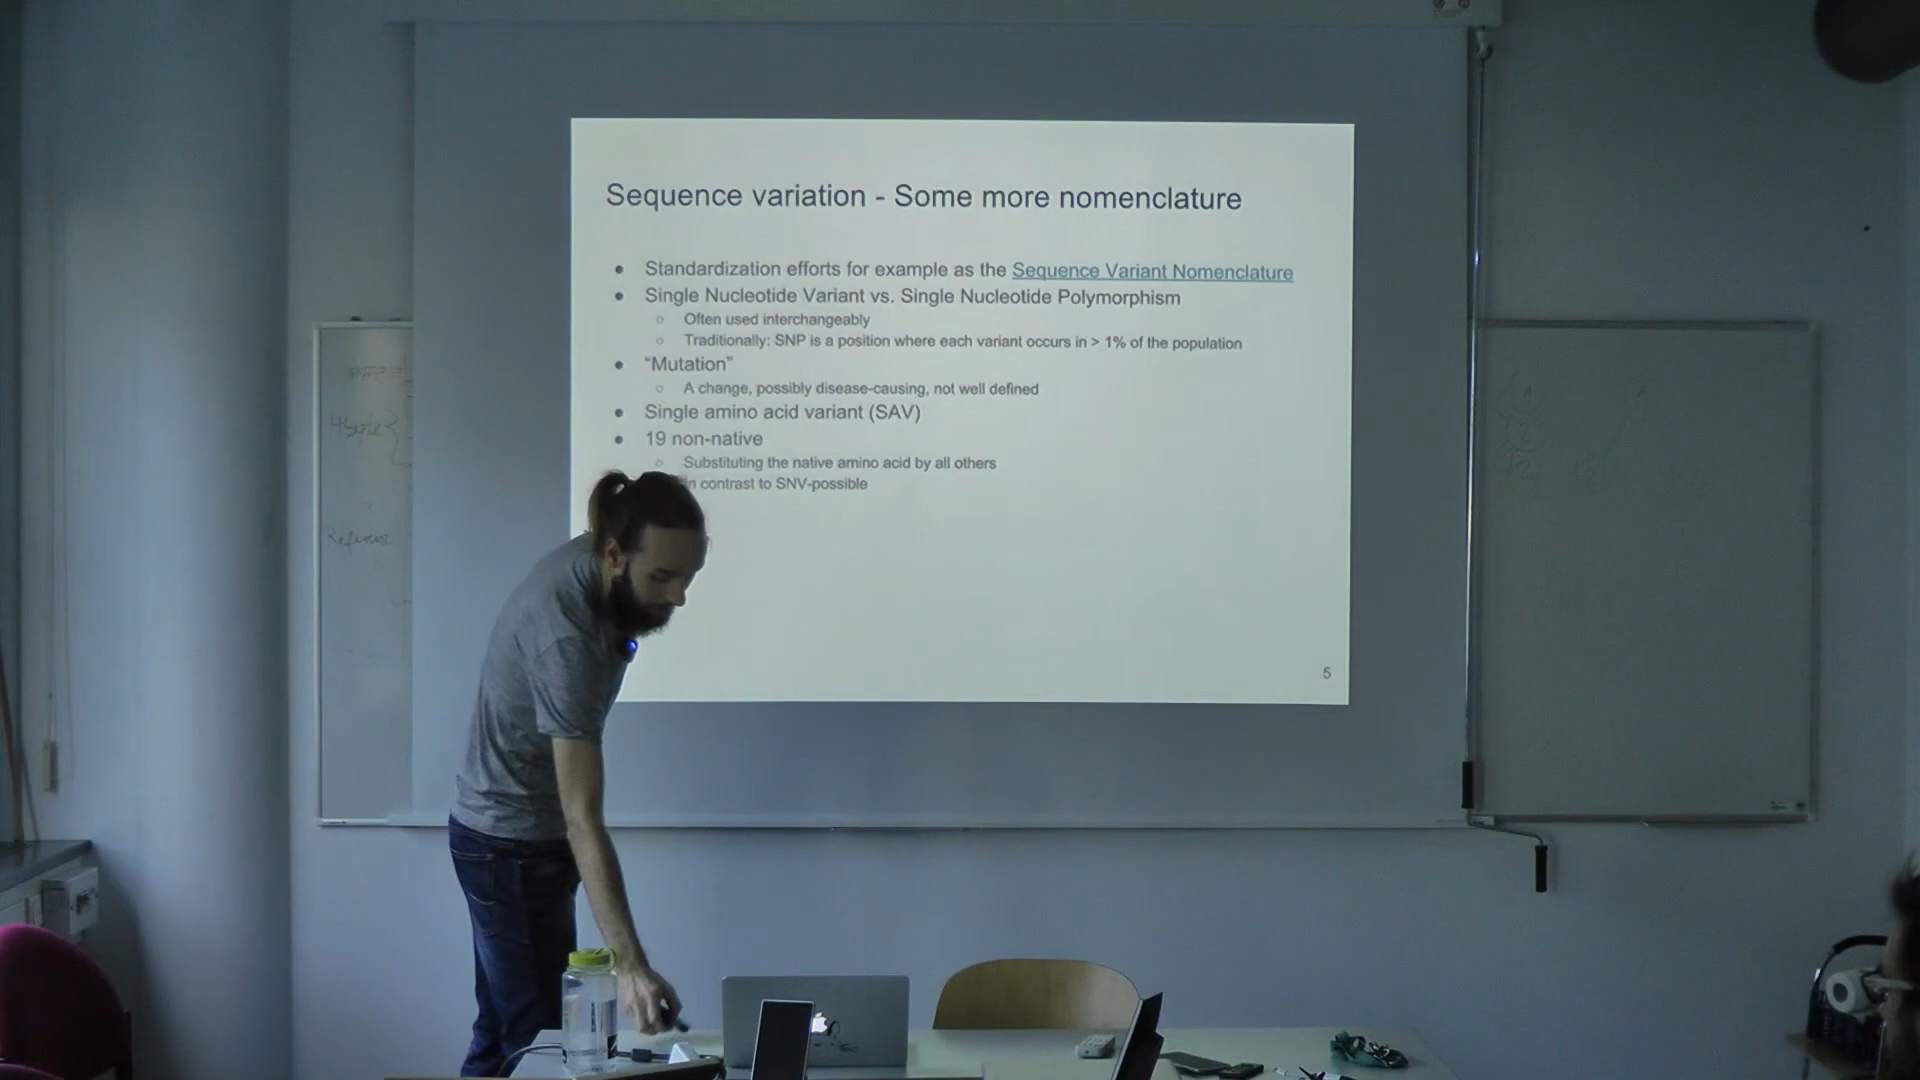 Sequence variation - Some more nomenclature
Standardization efforts for example as the Sequence Variant Nomenclature
Single Nucleotide Variant vs. Single Nucleotide Polymorphism
Often used interchangeably
Traditionally: SNP is a position where each variant occurs in > 1% of the population
“Mutation”
A change, possibly disease-causing, not well defined
Single amino acid variant (SAV)
19 non-native
Substituting the native amino acid by all others
in contrast to SNV-possible
5
4Byte
Reference